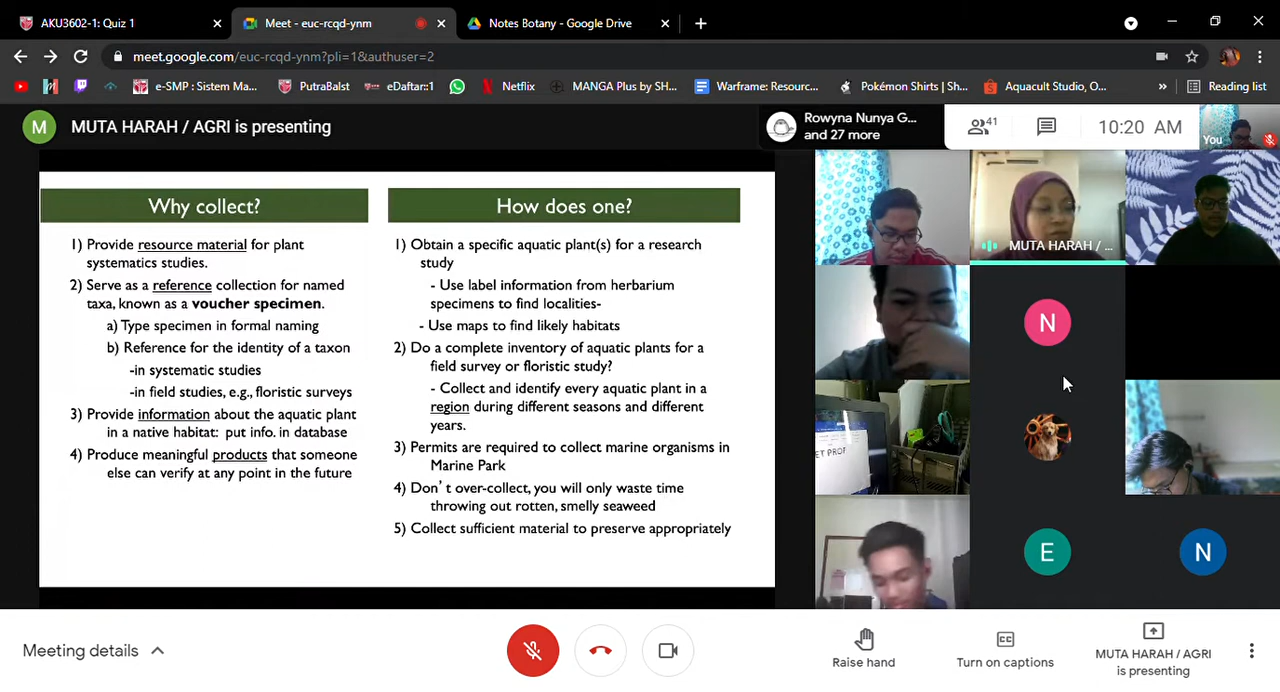 AKU3602-1: Quiz 1
Meet - euc-rcqd-ynm
Notes Botany - Google Drive
meet.google.com/euc-rcqd-ynm?pli=1&authuser=2
e-SMP : Sistem Ma...
PutraBalst
eDaftar::1
Netflix
MANGA Plus by SH...
Warframe: Resourc...
Pokémon Shirts | Sh...
Aquacult Studio, O...
»
Reading list
M
MUTA HARAH / AGRI is presenting
Rowyna Nunya G...
and 27 more
41
10:20 AM
You
Why collect?
1) Provide resource material for plant
systematics studies.
2) Serve as a reference collection for named
taxa, known as a voucher specimen.
a) Type specimen in formal naming
b) Reference for the identity of a taxon
-in systematic studies
-in field studies, e.g., floristic surveys
3) Provide information about the aquatic plant
in a native habitat: put info. in database
4) Produce meaningful products that someone
else can verify at any point in the future
How does one?
1) Obtain a specific aquatic plant(s) for a research
study
- Use label information from herbarium
specimens to find localities-
- Use maps to find likely habitats
2) Do a complete inventory of aquatic plants for a
field survey or floristic study?
- Collect and identify every aquatic plant in a
region during different seasons and different
years.
3) Permits are required to collect marine organisms in
Marine Park
4) Don't over-collect, you will only waste time
throwing out rotten, smelly seaweed
5) Collect sufficient material to preserve appropriately
MUTA HARAH / ...
N
ET PROF
E
N
Meeting details
Raise hand
Turn on captions
MUTA HARAH / AGRI
is presenting